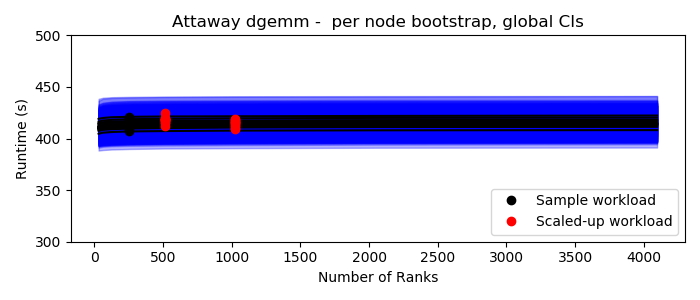 Attaway dgemm -  per node bootstrap, global CIs
Runtime (s)
500
450
400
350
300
Sample workload
Scaled-up workload
0 500 1000 1500 2000 2500 3000 3500 4000
Number of Ranks